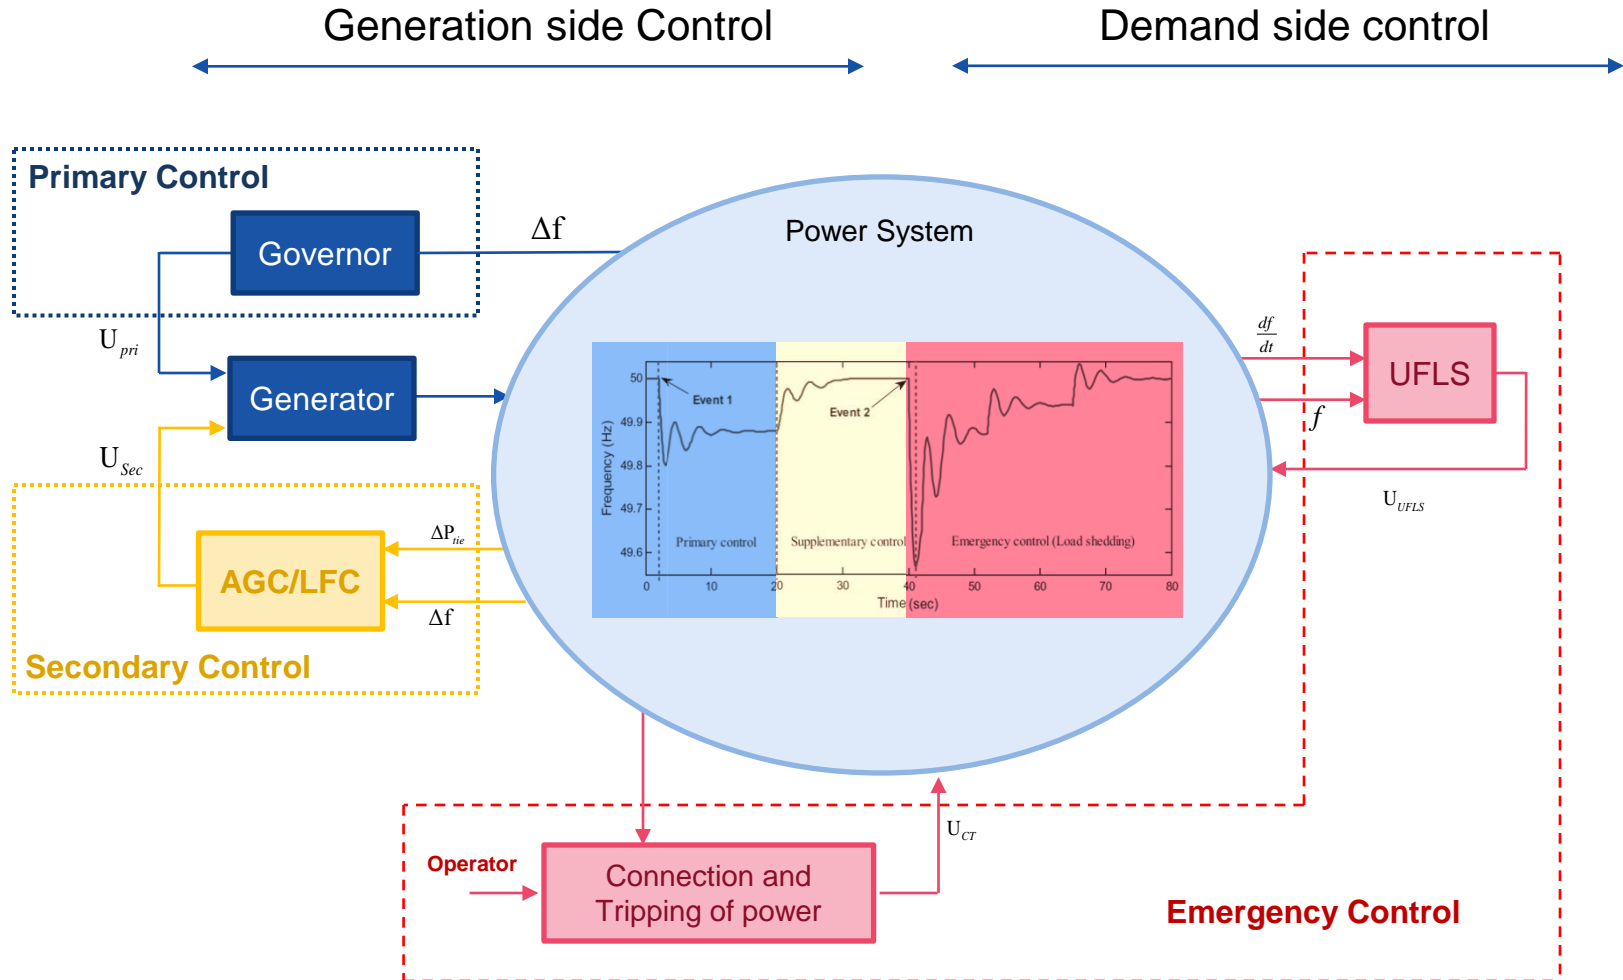 Generation side Control
Demand side control
Primary Control
Governor
Δf
U pri
Generator
U Sec
AGC/LFC
ΔP tie
Δf
Secondary Control
Power System
Frequency (Hz)
50
49.9
49.8
49.7
49.6
Event 1
Event 2
Primary control
Supplementary control
Emergency control (Load shedding)
0 10 20 30 40 50 60 70 80
Time (sec)
df
dt
f
UFLS
U UFLS
U CT
Operator
Connection and
Tripping of power
Emergency Control